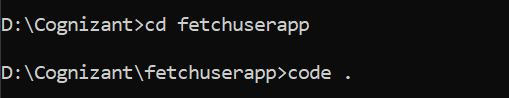 D:\Cognizant>cd fetchuserapp
D:\Cognizant\fetchuserapp>code .